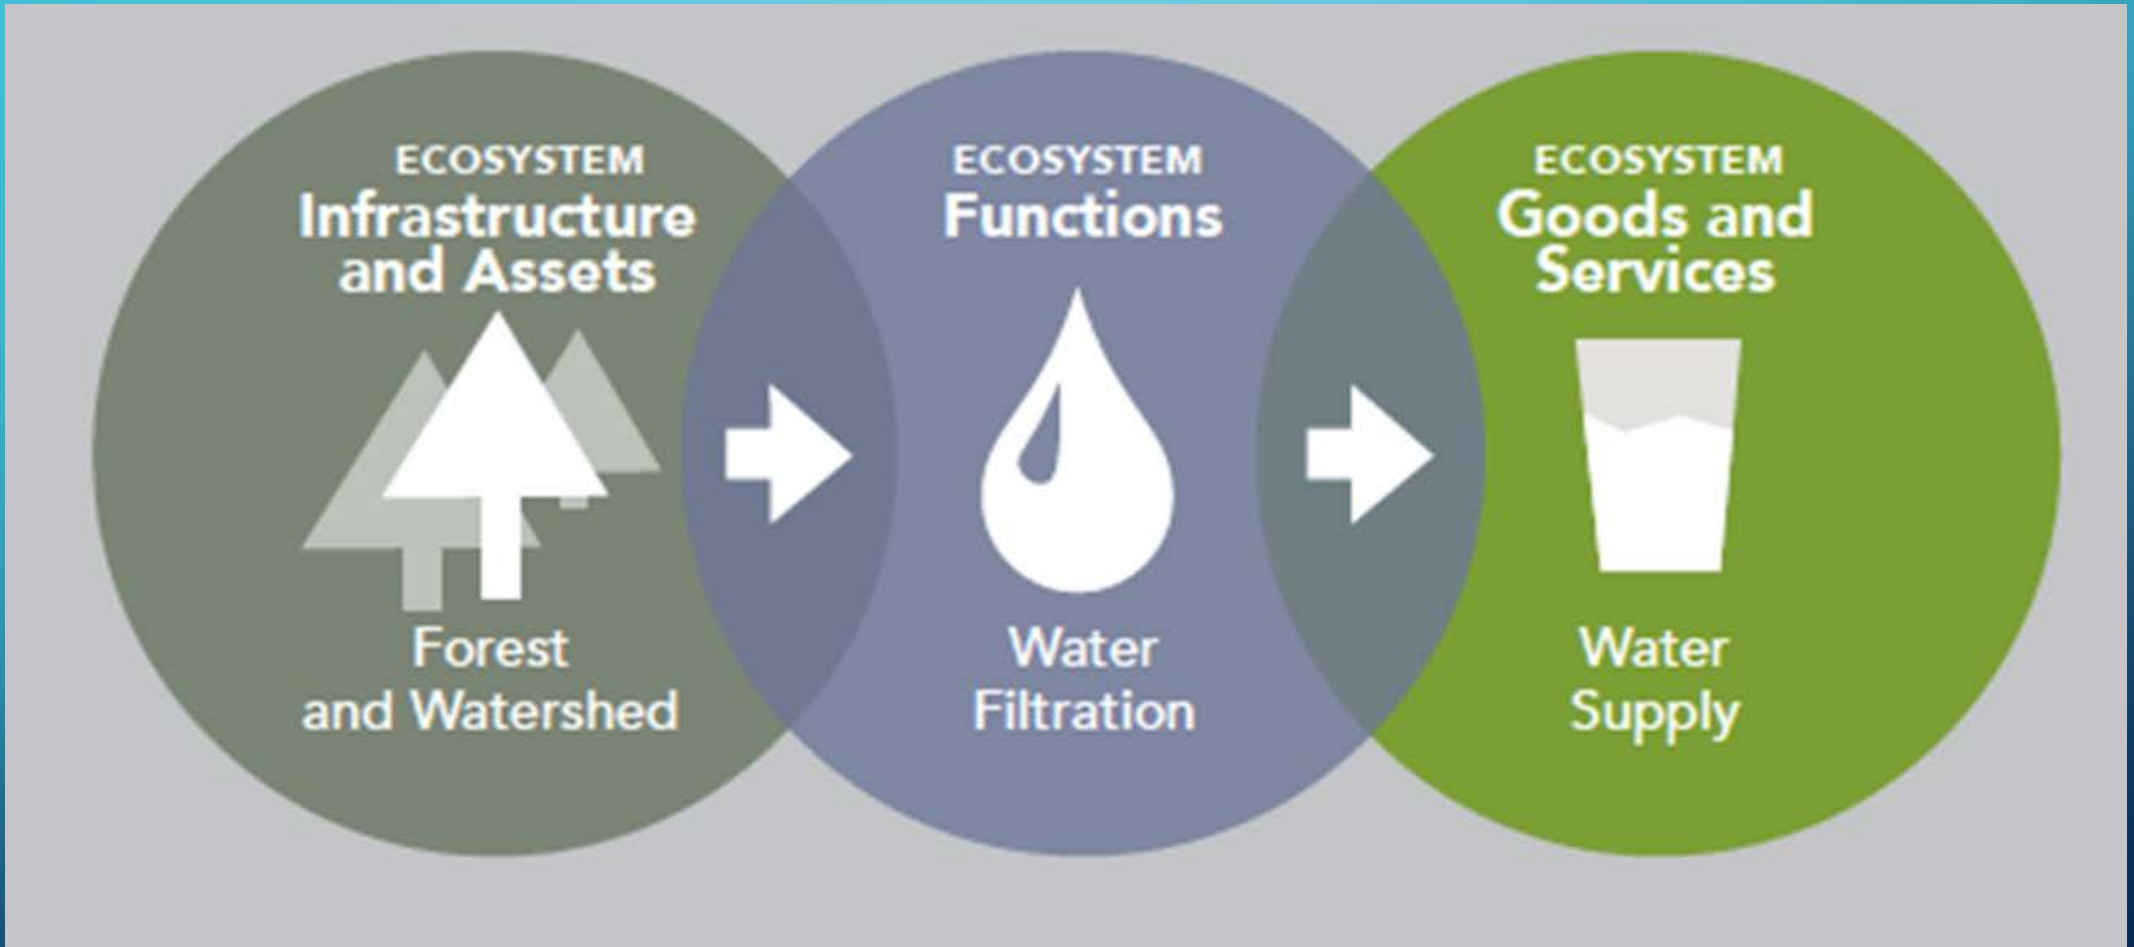 ECOSYSTEM
Infrastructure
and Assets
Forest
and Watershed
ECOSYSTEM
Functions
Water
Filtration
ECOSYSTEM
Goods and
Services
Water
Supply